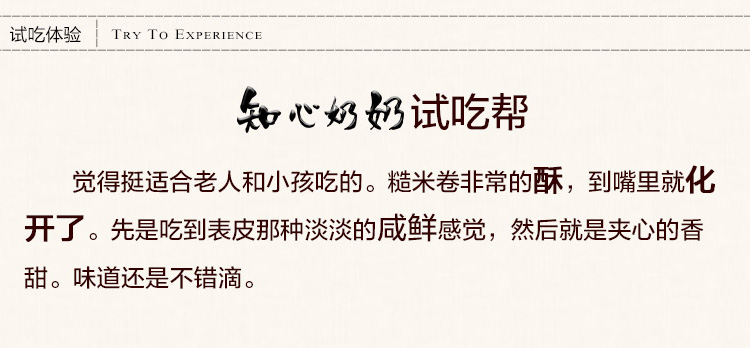 试吃体验 TRY TO EXPERIENCE
知心奶奶试吃帮
觉得挺适合老人和小孩吃的。糙米卷非常的酥，到嘴里就化
开了。先是吃到表皮那种淡淡的咸鲜感觉，然后就是夹心的香
甜。味道还是不错滴。